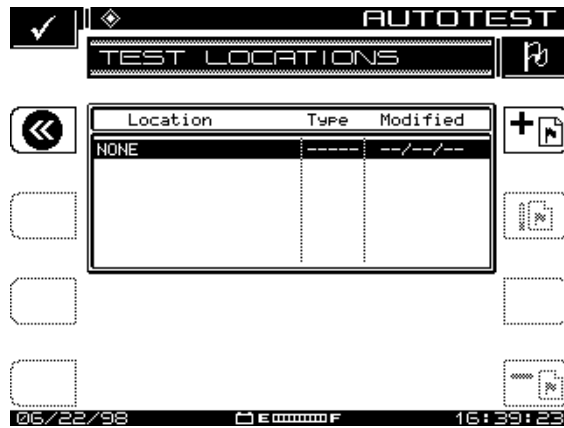 AUTOTEST
TEST LOCATIONS
Location Type Modified
NONE ----- --/--/--
06/22/98 E F 16:39:23